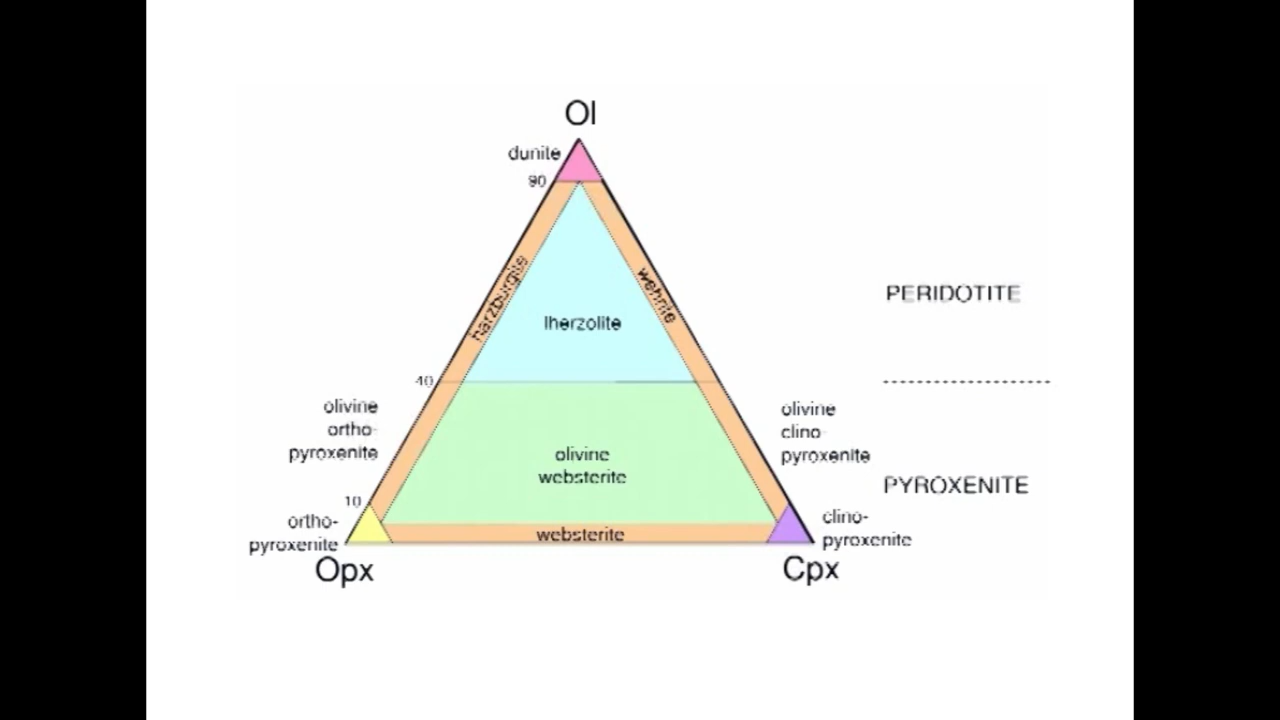 Ol
dunite
90
harzburgite
wehrlite
PERIDOTITE
lherzolite
40
olivine
ortho-
pyroxenite
olivine
clino-
pyroxenite
olivine
websterite
PYROXENITE
10
ortho-
pyroxenite
websterite
clino-
pyroxenite
Opx
Cpx